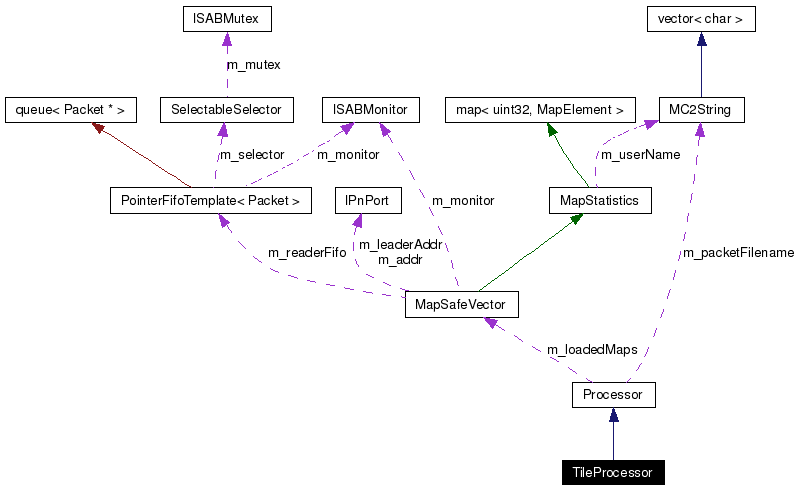 ISABMutex
vector< char >
m_mutex
queue< Packet * >
SelectableSelector
ISABMonitor
map< uint32, MapElement >
MC2String
m_selector
m_monitor
m_userName
PointerFifoTemplate< Packet >
IPnPort
m_monitor
MapStatistics
m_readerFifo
m_leaderAddr
m_addr
m_packetFilename
MapSafeVector
m_loadedMaps
Processor
TileProcessor